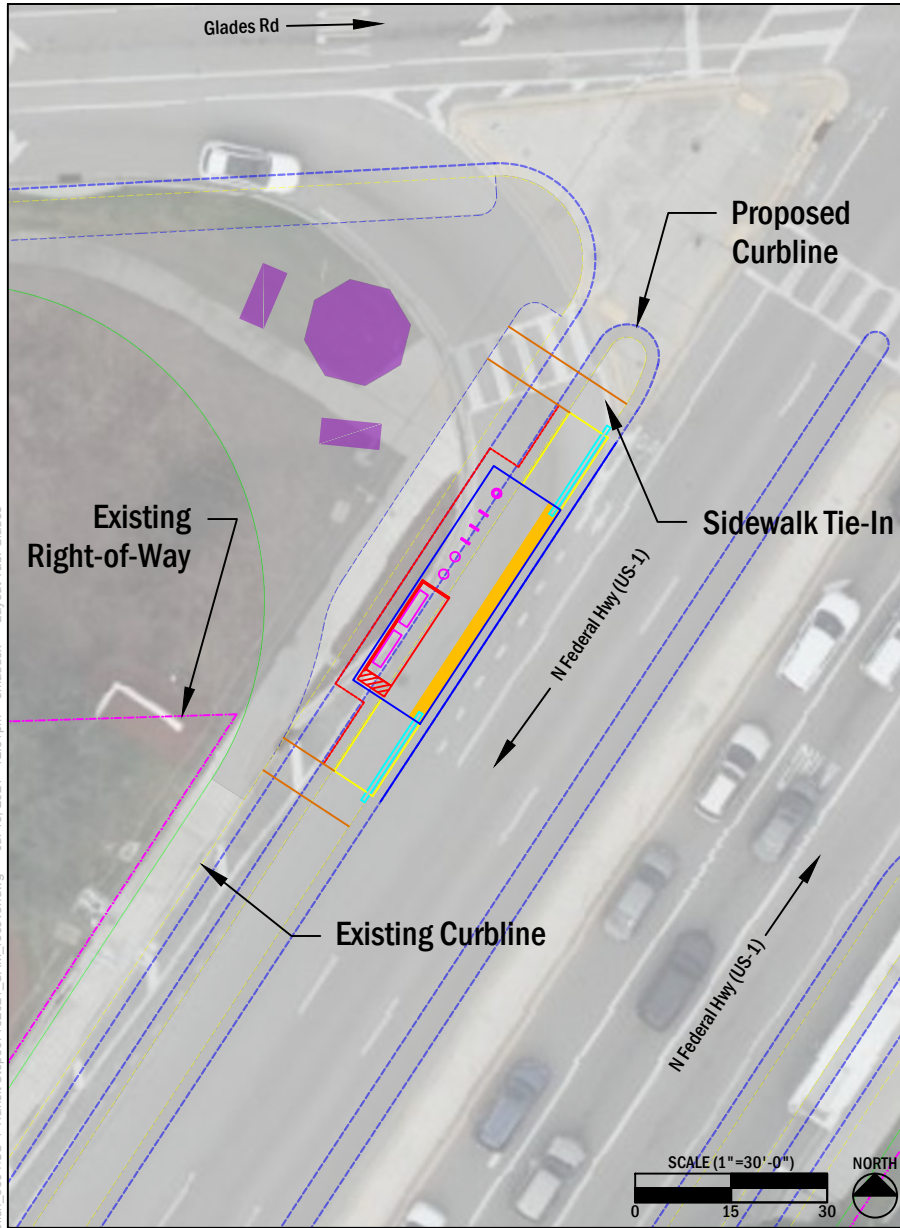 Glades Rd
Proposed
Curbline
Existing
Right-of-Way
Sidewalk Tie-In
N Federal Hwy (US-1)
Existing Curbline
N Federal Hwy (US-1)
SCALE (1"=30'-0")
0 15 30
NORTH